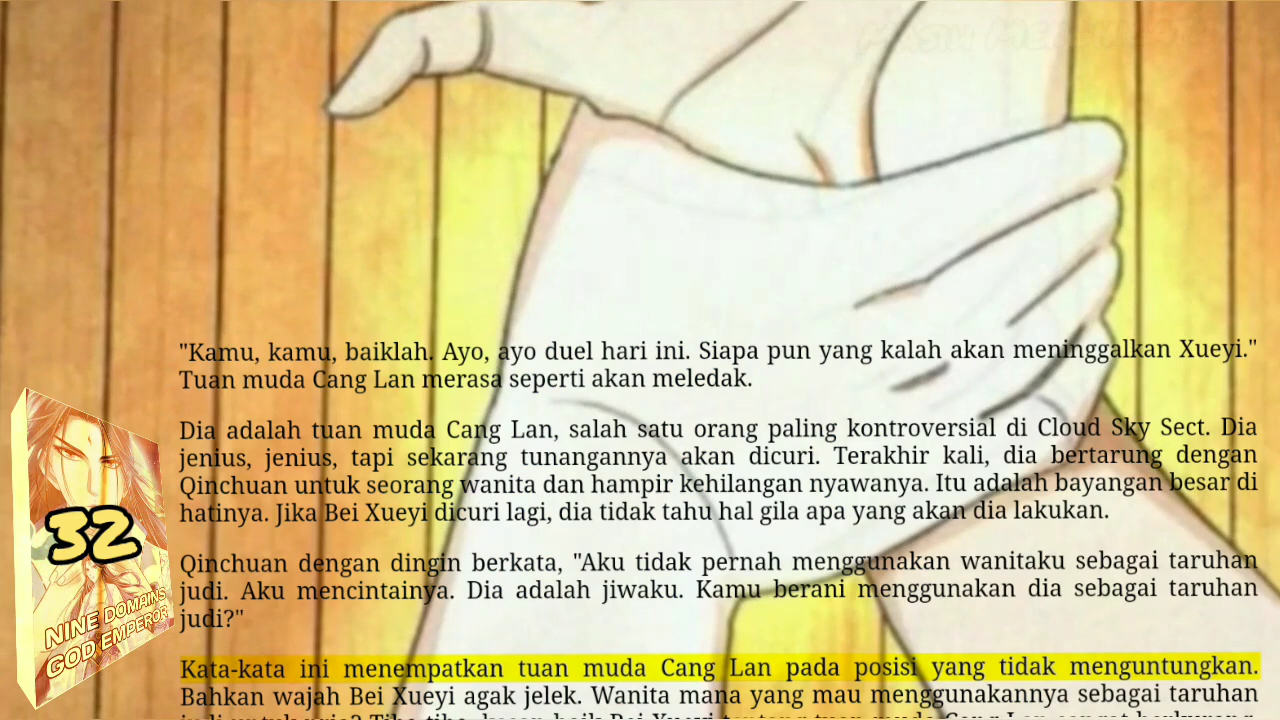 "Kamu, kamu, baiklah. Ayo, ayo duel hari ini. Siapa pun yang kalah akan meninggalkan Xueyi."
Tuan muda Cang Lan merasa seperti akan meledak.
Dia adalah tuan muda Cang Lan, salah satu orang paling kontroversial di Cloud Sky Sect. Dia
jenius, jenius, tapi sekarang tunangannya akan dicuri. Terakhir kali, dia bertarung dengan
Qinchuan untuk seorang wanita dan hampir kehilangan nyawanya. Itu adalah bayangan besar di
hatinya. Jika Bei Xueyi dicuri lagi, dia tidak tahu hal gila apa yang akan dia lakukan.
Qinchuan dengan dingin berkata, "Aku tidak pernah menggunakan wanitaku sebagai taruhan
judi. Aku mencintainya. Dia adalah jiwaku. Kamu berani menggunakan dia sebagai taruhan
judi?"
Kata-kata ini menempatkan tuan muda Cang Lan pada posisi yang tidak menguntungkan.
Bahkan wajah Bei Xueyi agak jelek. Wanita mana yang mau menggunakannya sebagai taruhan
32
NINE DOMAINS
GOD EMPEROR